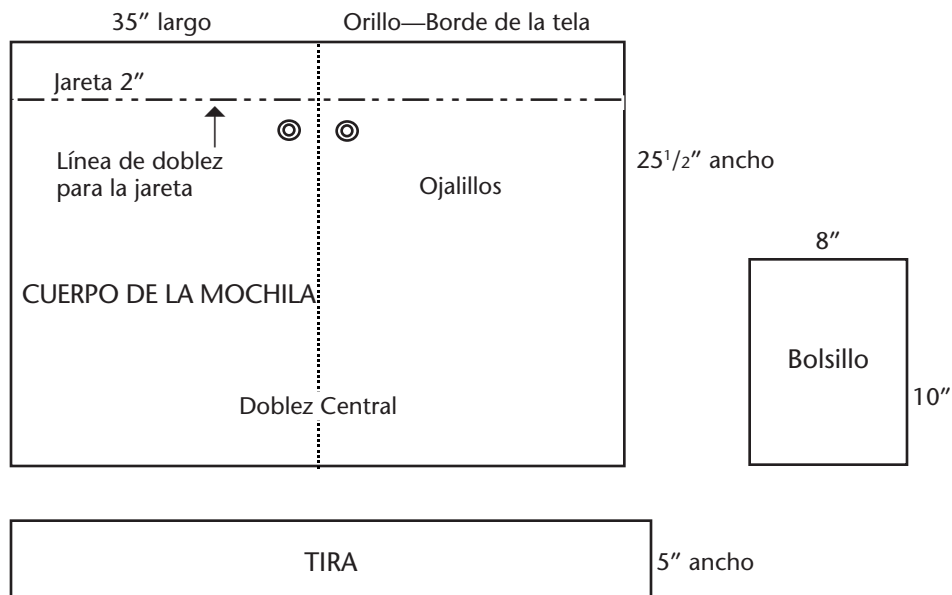 35″ largo
Orillo—Borde de la tela
Jareta 2″
Línea de doblez
para la jareta
Ojalillos
25¹/₂″ ancho
8″
CUERPO DE LA MOCHILA
Bolsillo
10″
Doblez Central
TIRA
5″ ancho